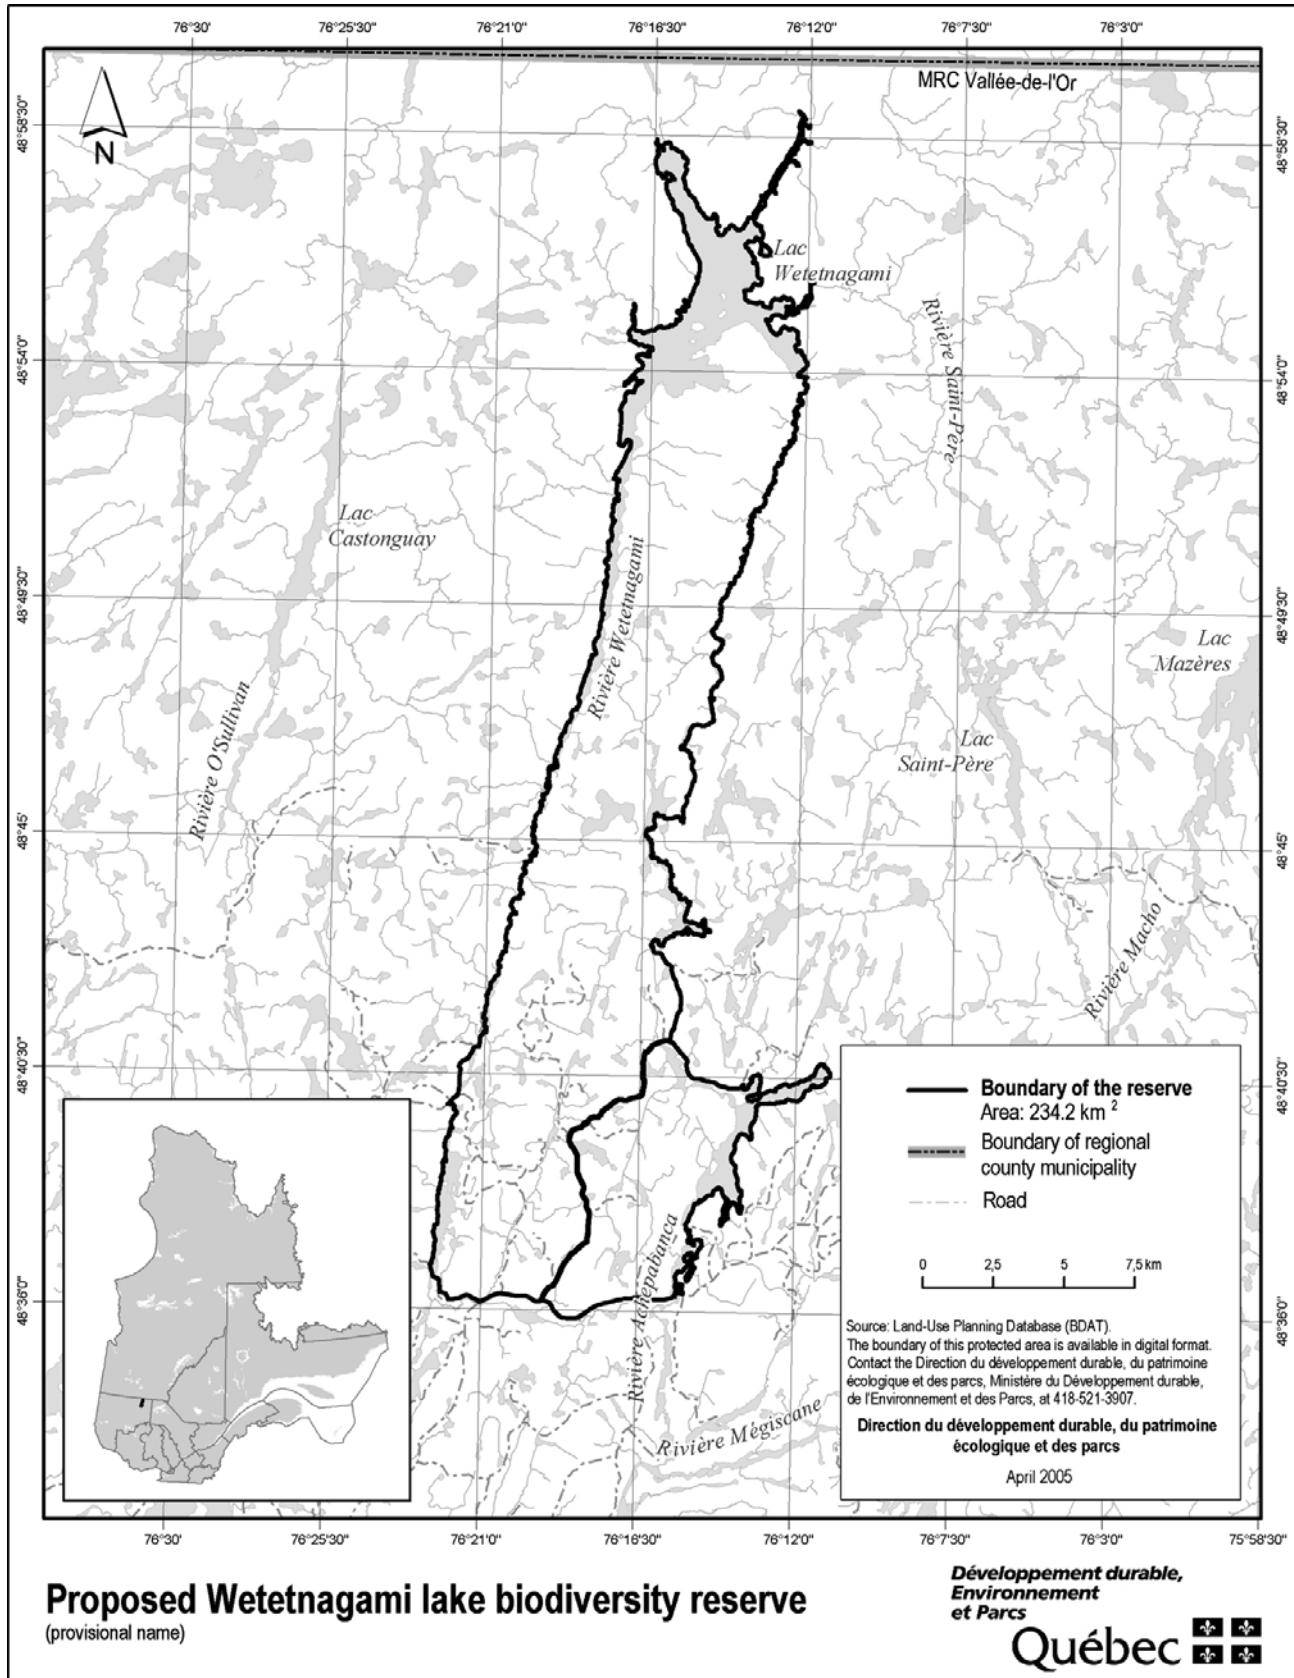 76°30' 76°25'30" 76°21'0" 76°16'30" 76°12'0" 76°7'30" 76°3'0"
MRC Vallée-de-l'Or
48°58'30" 48°58'30"
N
Lac
Wetetnagami
Rivière Saint-Père
48°54'0" 48°54'0"
Lac
Castonguay
Rivière Wetetnagami
48°49'30" 48°49'30"
Lac
Mazères
Rivière O'Sullivan
Lac
Saint-Père
48°45' 48°45'
Rivière Macho
48°40'30" 48°40'30"
Boundary of the reserve
Area: 234.2 km 2
Boundary of regional
county municipality
Road
Rivière Achepabanca
0 2,5 5 7,5 km
48°36'0" 48°36'0"
Source: Land-Use Planning Database (BDAT).
The boundary of this protected area is available in digital format.
Contact the Direction du développement durable, du patrimoine
écologique et des parcs, Ministère du Développement durable,
de l'Environnement et des Parcs, at 418-521-3907.
Direction du développement durable, du patrimoine
écologique et des parcs
April 2005
Rivière Mégiscane
76°30' 76°25'30" 76°21'0" 76°16'30" 76°12'0" 76°7'30" 76°3'0" 75°58'30"
Proposed Wetetnagami lake biodiversity reserve
(provisional name)
Développement durable,
Environnement
et Parcs
Québec